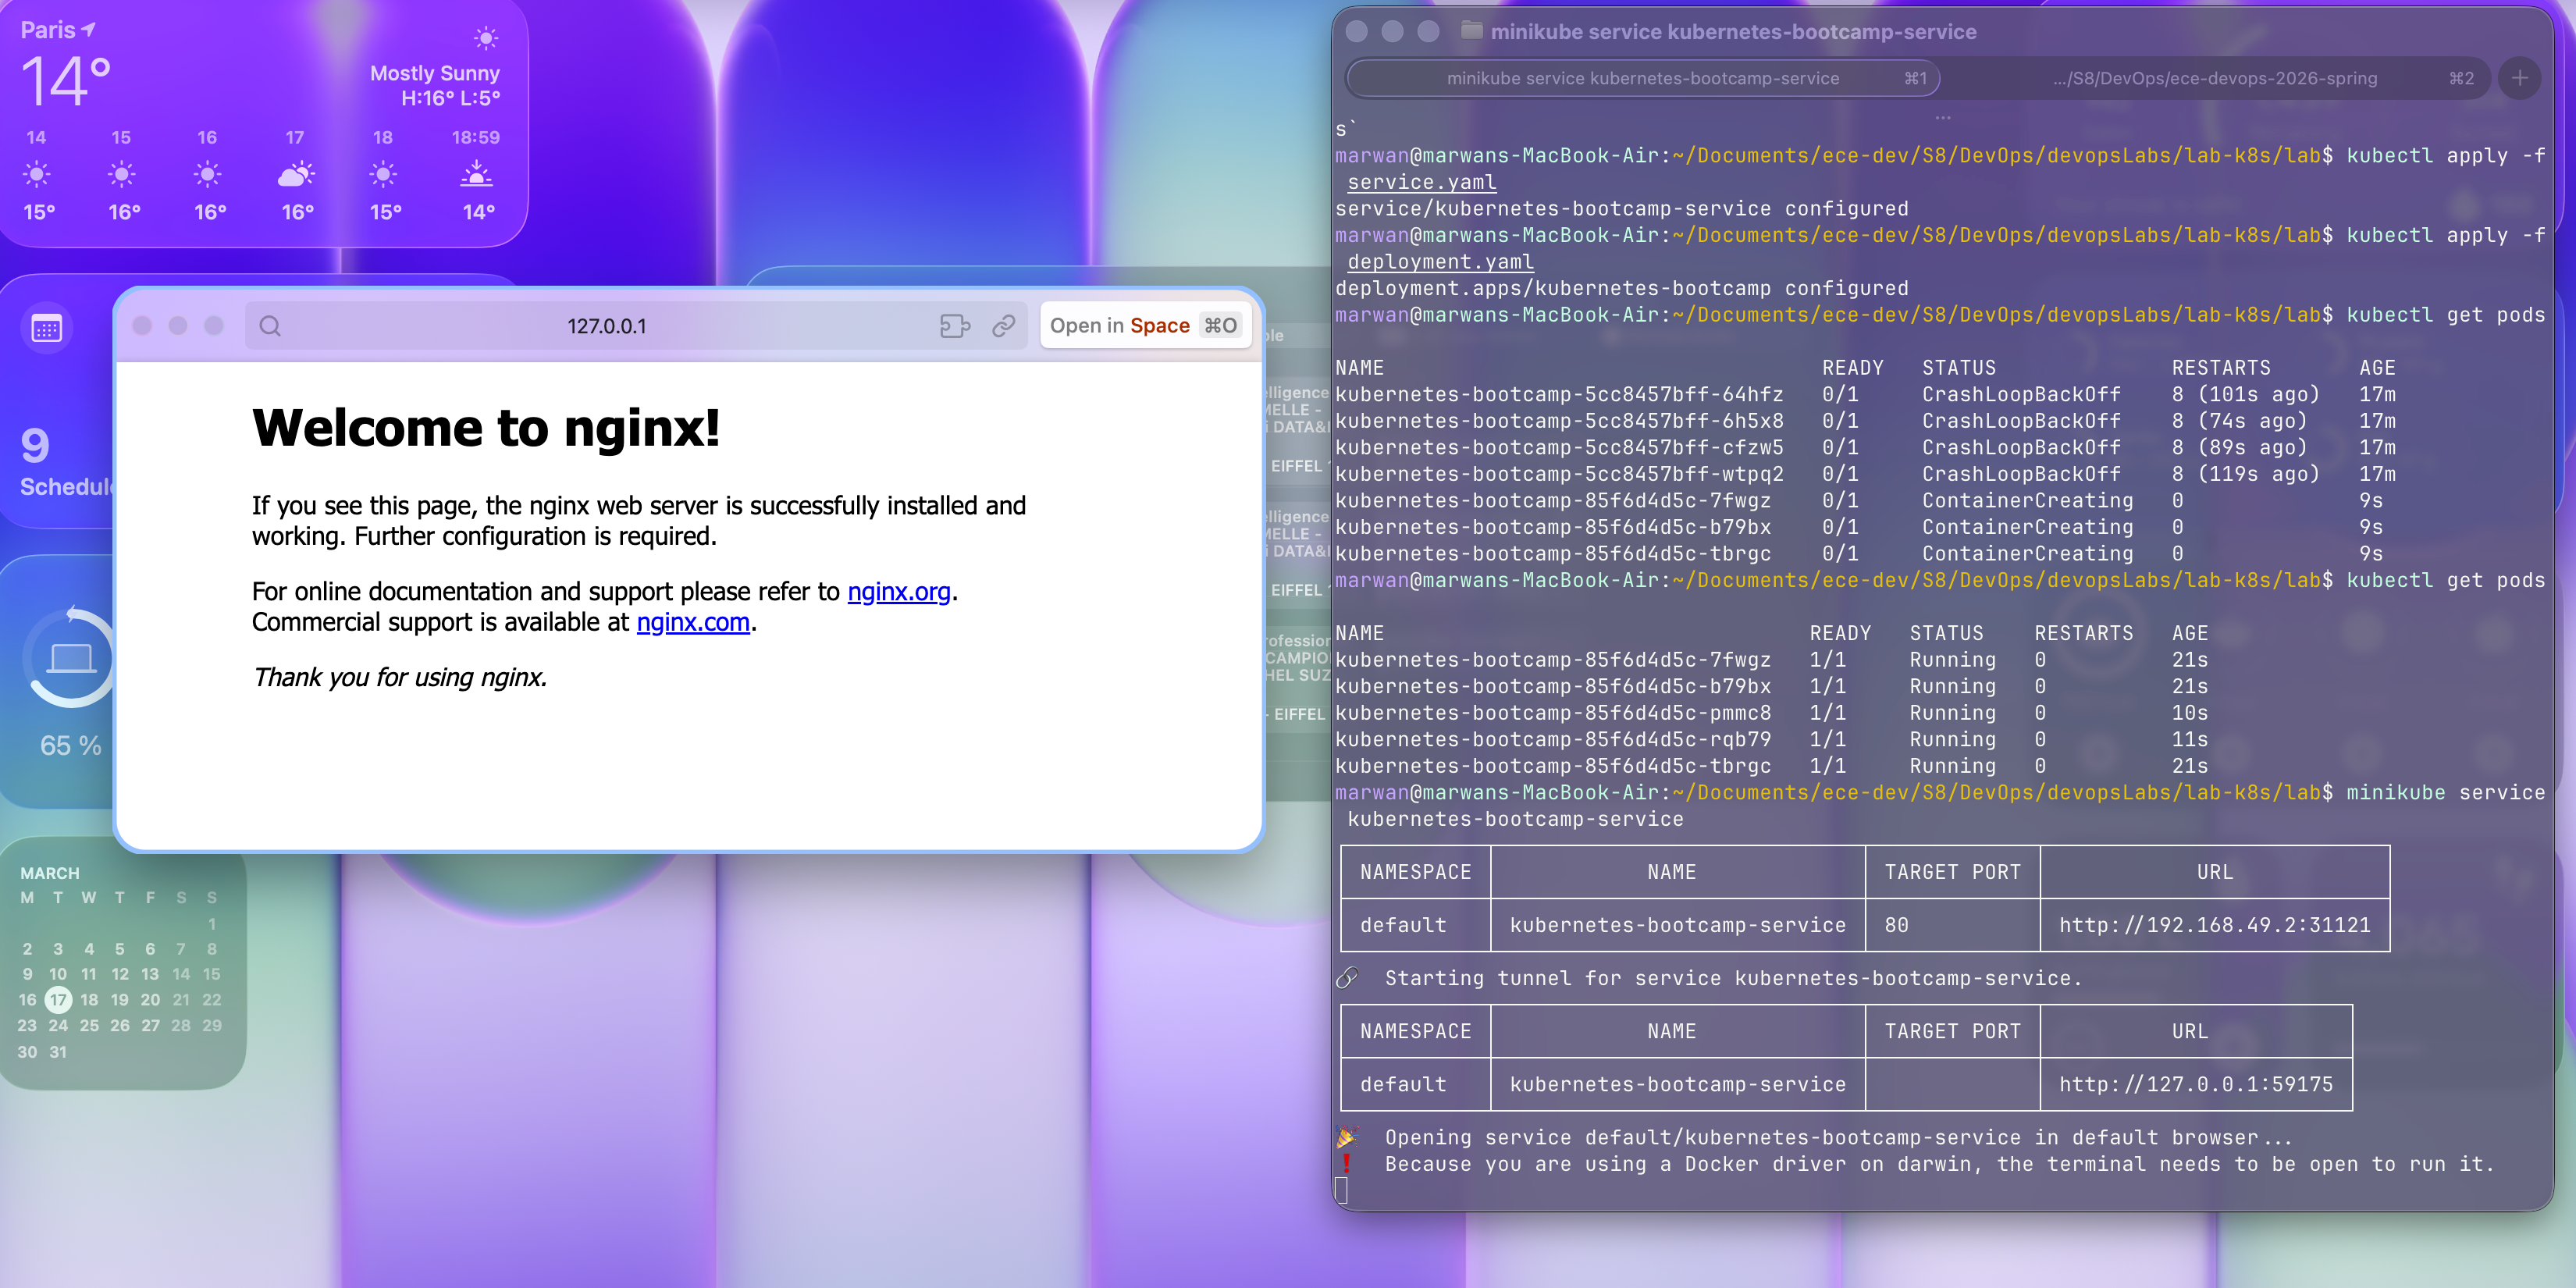 Paris
14°
Mostly Sunny
H:16° L:5°
14 15 16 17 18 18:59
15° 16° 16° 16° 15° 14°
9
65 %
MARCH
M T W T F S S
1
2 3 4 5 6 7 8
9 10 11 12 13 14 15
16 17 18 19 20 21 22
23 24 25 26 27 28 29
30 31
127.0.0.1
Open in Space ⌘O
Welcome to nginx!
If you see this page, the nginx web server is successfully installed and
working. Further configuration is required.
For online documentation and support please refer to nginx.org.
Commercial support is available at nginx.com.
Thank you for using nginx.
EIFFEL
EIFFEL
EIFFEL
minikube service kubernetes-bootcamp-service
minikube service kubernetes-bootcamp-service ⌘1
.../S8/DevOps/ece-devops-2026-spring ⌘2
s`
marwan@marwans-MacBook-Air:~/Documents/ece-dev/S8/DevOps/devopsLabs/lab-k8s/lab$ kubectl apply -f
service.yaml
service/kubernetes-bootcamp-service configured
marwan@marwans-MacBook-Air:~/Documents/ece-dev/S8/DevOps/devopsLabs/lab-k8s/lab$ kubectl apply -f
deployment.yaml
deployment.apps/kubernetes-bootcamp configured
marwan@marwans-MacBook-Air:~/Documents/ece-dev/S8/DevOps/devopsLabs/lab-k8s/lab$ kubectl get pods
NAME READY STATUS RESTARTS AGE
kubernetes-bootcamp-5cc8457bff-64hfz 0/1 CrashLoopBackOff 8 (101s ago) 17m
kubernetes-bootcamp-5cc8457bff-6h5x8 0/1 CrashLoopBackOff 8 (74s ago) 17m
kubernetes-bootcamp-5cc8457bff-cfzw5 0/1 CrashLoopBackOff 8 (89s ago) 17m
kubernetes-bootcamp-5cc8457bff-wtpq2 0/1 CrashLoopBackOff 8 (119s ago) 17m
kubernetes-bootcamp-85f6d4d5c-7fwgz 0/1 ContainerCreating 0 9s
kubernetes-bootcamp-85f6d4d5c-b79bx 0/1 ContainerCreating 0 9s
kubernetes-bootcamp-85f6d4d5c-tbrgc 0/1 ContainerCreating 0 9s
marwan@marwans-MacBook-Air:~/Documents/ece-dev/S8/DevOps/devopsLabs/lab-k8s/lab$ kubectl get pods
NAME READY STATUS RESTARTS AGE
kubernetes-bootcamp-85f6d4d5c-7fwgz 1/1 Running 0 21s
kubernetes-bootcamp-85f6d4d5c-b79bx 1/1 Running 0 21s
kubernetes-bootcamp-85f6d4d5c-pmmc8 1/1 Running 0 10s
kubernetes-bootcamp-85f6d4d5c-rqb79 1/1 Running 0 11s
kubernetes-bootcamp-85f6d4d5c-tbrgc 1/1 Running 0 21s
marwan@marwans-MacBook-Air:~/Documents/ece-dev/S8/DevOps/devopsLabs/lab-k8s/lab$ minikube service
kubernetes-bootcamp-service
NAMESPACE NAME TARGET PORT URL
default kubernetes-bootcamp-service 80 http://192.168.49.2:31121
🔗 Starting tunnel for service kubernetes-bootcamp-service.
NAMESPACE NAME TARGET PORT URL
default kubernetes-bootcamp-service http://127.0.0.1:59175
🎉 Opening service default/kubernetes-bootcamp-service in default browser...
❗ Because you are using a Docker driver on darwin, the terminal needs to be open to run it.